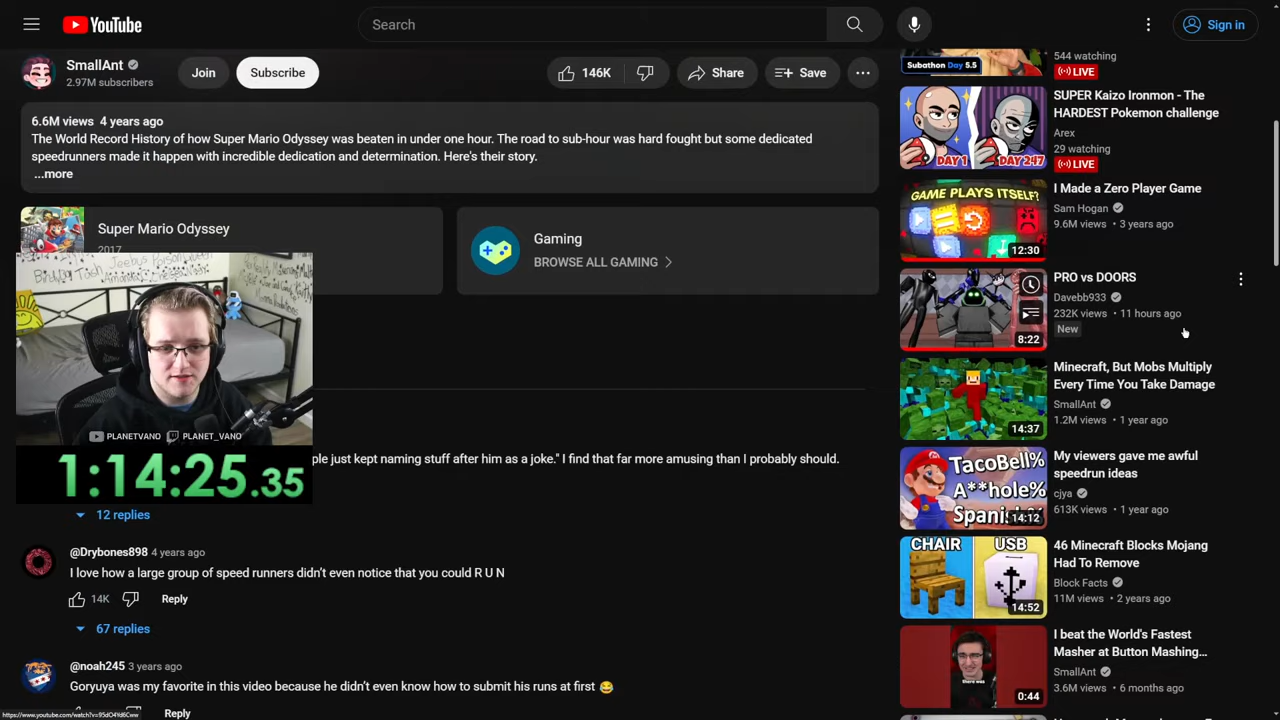 YouTube
Search
Sign in
SmallAnt
2.97M subscribers
Join
Subscribe
146K
Share
Save
6.6M views 4 years ago
The World Record History of how Super Mario Odyssey was beaten in under one hour. The road to sub-hour was hard fought but some dedicated
speedrunners made it happen with incredible dedication and determination. Here's their story.
...more
Super Mario Odyssey
2017
Gaming
BROWSE ALL GAMING
PLANETVANO
PLANET_VANO
1:14:25.35
ple just kept naming stuff after him as a joke." I find that far more amusing than I probably should.
12 replies
@Drybones898 4 years ago
I love how a large group of speed runners didn't even notice that you could R U N
14K
Reply
67 replies
@noah245 3 years ago
Goryuya was my favorite in this video because he didn't even know how to submit his runs at first 😂
Reply
Subathon Day 5.5
544 watching
LIVE
DAY 1
DAY 247
SUPER Kaizo Ironmon - The
HARDEST Pokemon challenge
Arex
29 watching
LIVE
GAME PLAYS ITSELF?
12:30
I Made a Zero Player Game
Sam Hogan
9.6M views • 3 years ago
8:22
PRO vs DOORS
Davebb933
232K views • 11 hours ago
New
14:37
Minecraft, But Mobs Multiply
Every Time You Take Damage
SmallAnt
1.2M views • 1 year ago
TacoBell%
A**hole%
Spanis
14:12
My viewers gave me awful
speedrun ideas
cjya
613K views • 1 year ago
CHAIR
USB
14:52
46 Minecraft Blocks Mojang
Had To Remove
Block Facts
11M views • 2 years ago
there was
0:44
I beat the World's Fastest
Masher at Button Mashing...
SmallAnt
3.6M views • 6 months ago